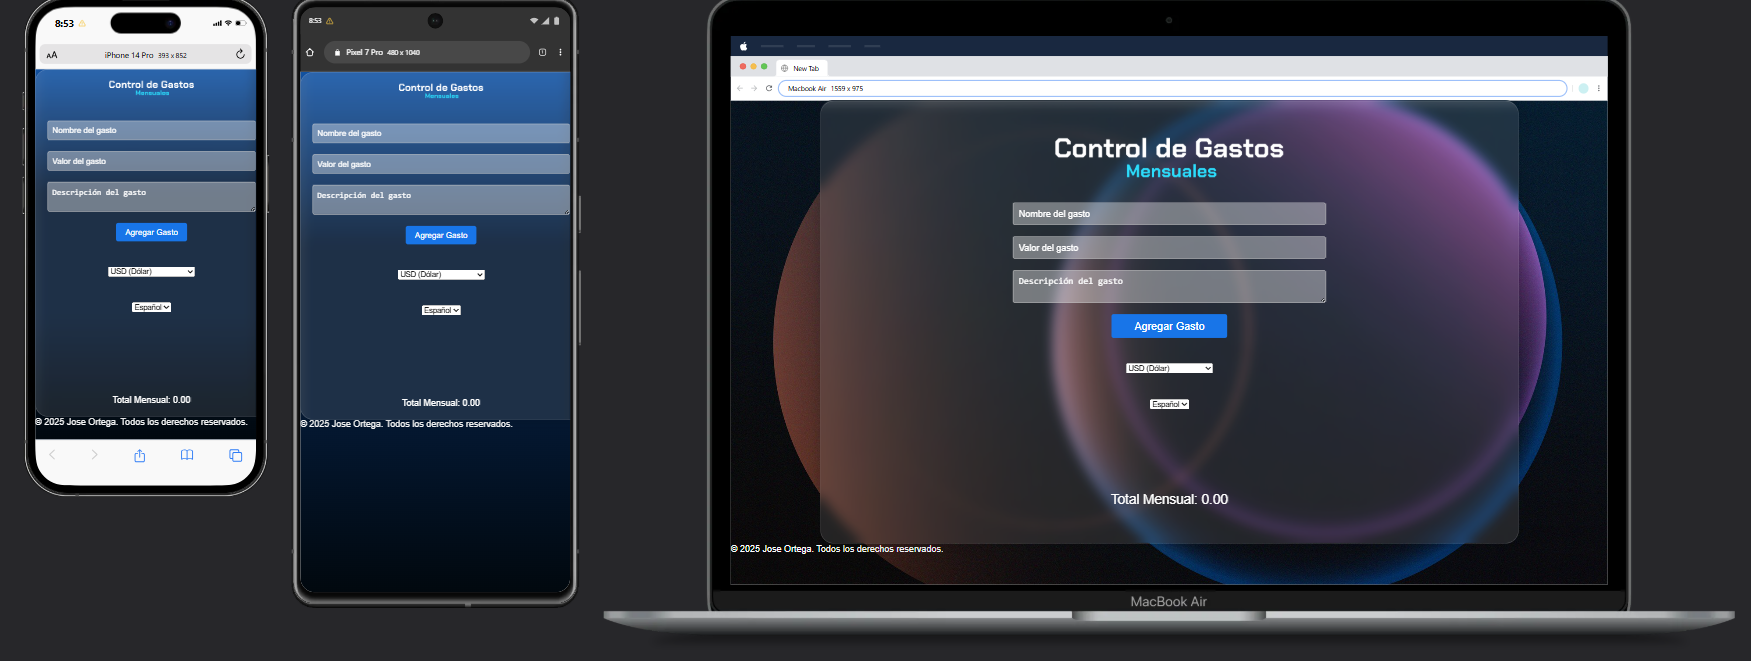 8:53
AA iPhone 14 Pro 393 x 852
Control de Gastos
Mensuales
Nombre del gasto
Valor del gasto
Descripción del gasto
Agregar Gasto
USD (Dólar)
Español
Total Mensual: 0.00
© 2025 Jose Ortega. Todos los derechos reservados.
8:53
Pixel 7 Pro 480 x 1040
Control de Gastos
Mensuales
Nombre del gasto
Valor del gasto
Descripción del gasto
Agregar Gasto
USD (Dólar)
Español
Total Mensual: 0.00
© 2025 Jose Ortega. Todos los derechos reservados.
New Tab
Macbook Air 1559 x 975
Control de Gastos
Mensuales
Nombre del gasto
Valor del gasto
Descripción del gasto
Agregar Gasto
USD (Dólar)
Español
Total Mensual: 0.00
© 2025 Jose Ortega. Todos los derechos reservados.
MacBook Air